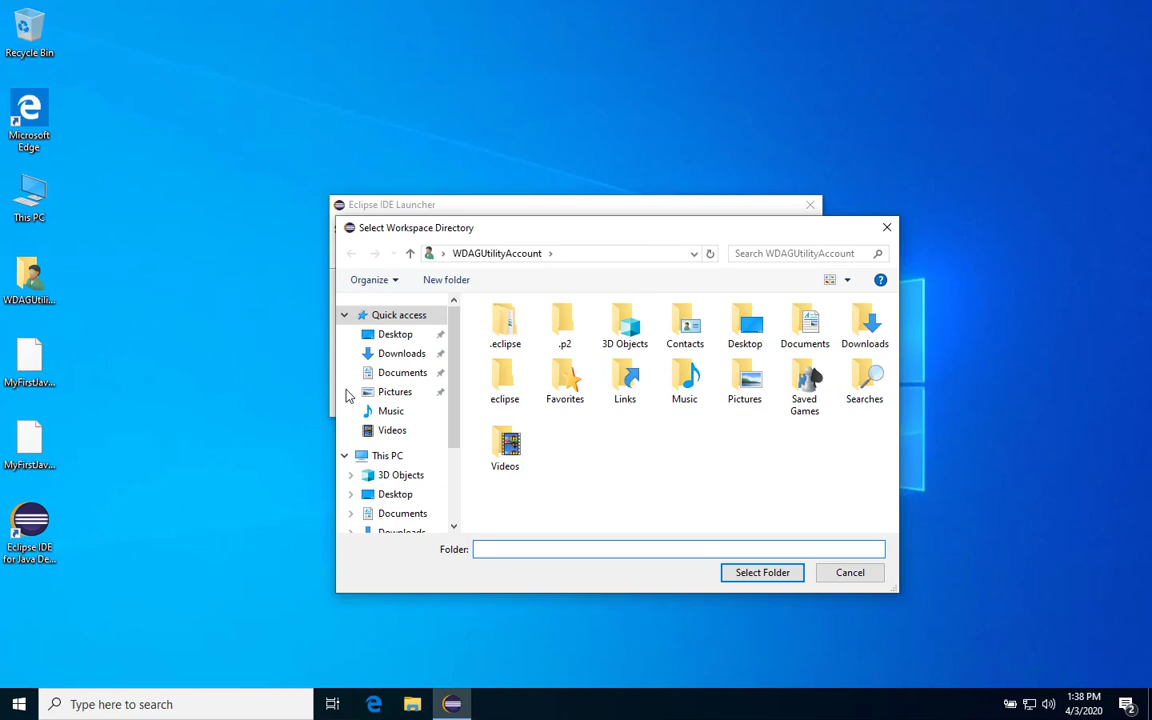 Recycle Bin
Microsoft
Edge
This PC
WDAGUtili...
MyFirstJav...
MyFirstJav...
Eclipse IDE
for Java De...
Eclipse IDE Launcher
Select Workspace Directory
WDAGUtilityAccount
Search WDAGUtilityAccount
Organize
New folder
Quick access
Desktop
Downloads
Documents
Pictures
Music
Videos
This PC
3D Objects
Desktop
Documents
Downloads
.eclipse
.p2
3D Objects
Contacts
Desktop
Documents
Downloads
eclipse
Favorites
Links
Music
Pictures
Saved
Games
Searches
Videos
Folder:
Select Folder
Cancel
Type here to search
1:38 PM
4/3/2020
2